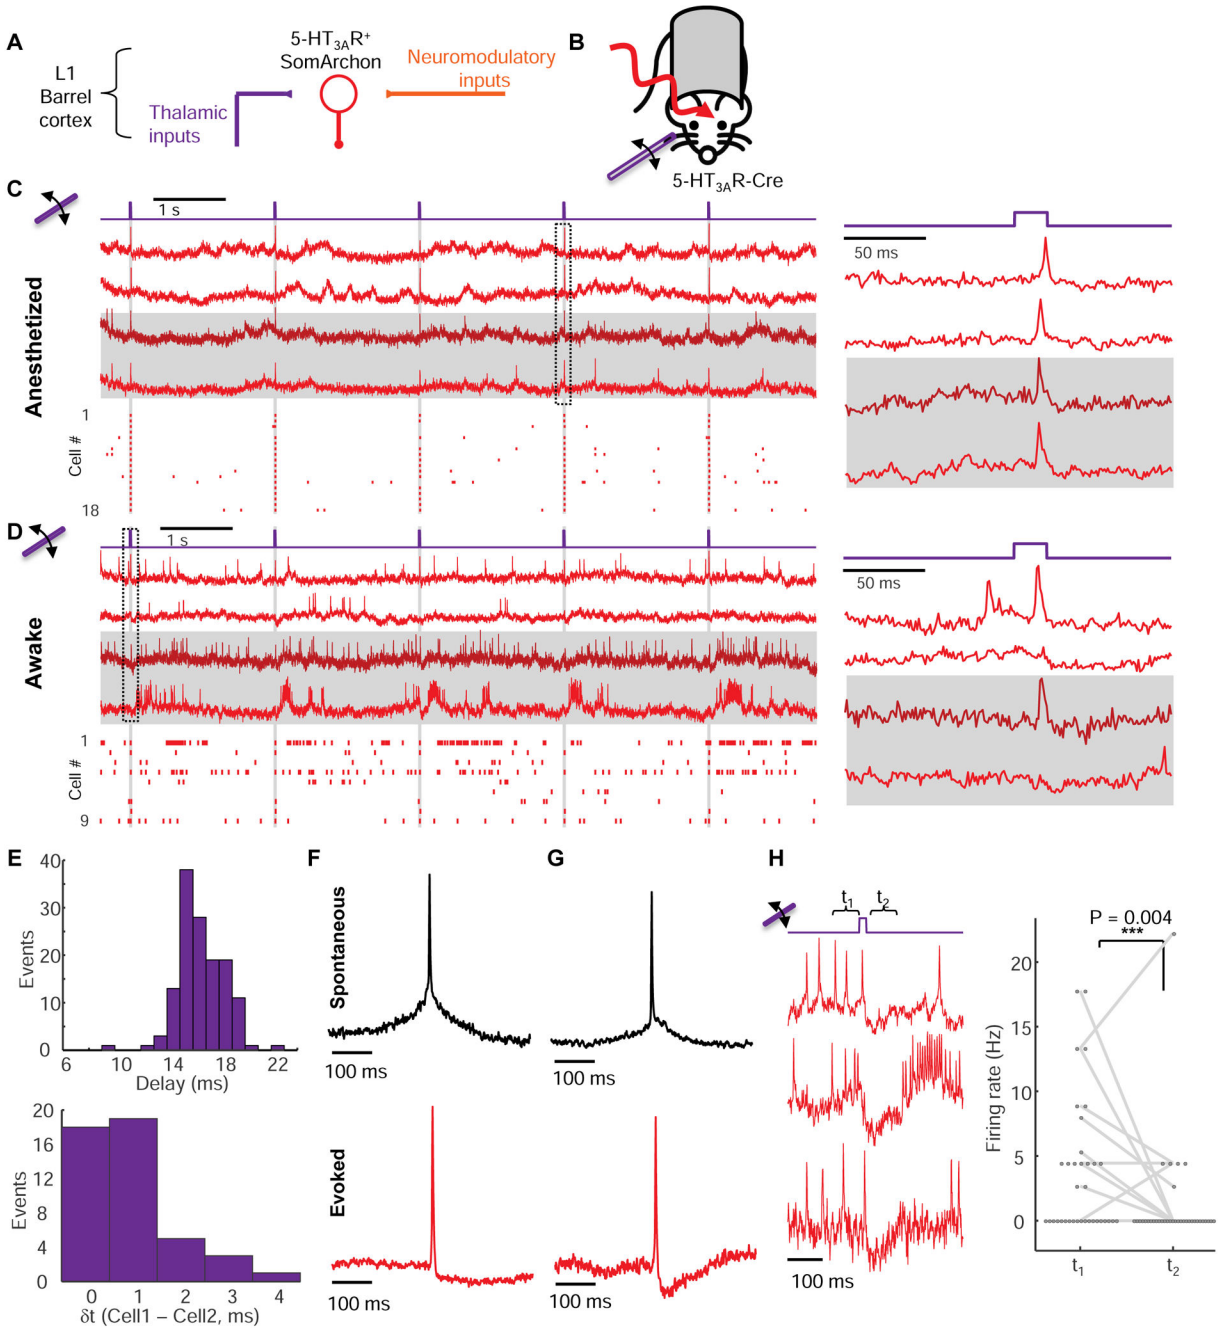 A
L1
Barrel
cortex
Thalamic
inputs
5-HT3AR+
SomArchon
Neuromodulatory
inputs
B
5-HT3AR-Cre
C
1 s
50 ms
Anesthetized
1
Cell #
18
D
1 s
50 ms
Awake
1
Cell #
9
E
40
30
20
10
0
Events
6
10
14
18
22
Delay (ms)
20
16
12
8
4
0
Events
0
1
2
3
4
δt (Cell1 – Cell2, ms)
F
Spontaneous
100 ms
Evoked
100 ms
G
100 ms
100 ms
H
t1
t2
100 ms
P = 0.004
***
20
15
10
5
0
Firing rate (Hz)
t1
t2